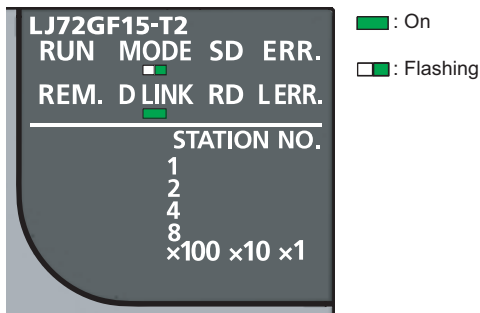 LJ72GF15-T2
RUN MODE SD ERR.
REM. D LINK RD L ERR.
STATION NO.
1
2
4
8
×100 ×10 ×1
: On
: Flashing